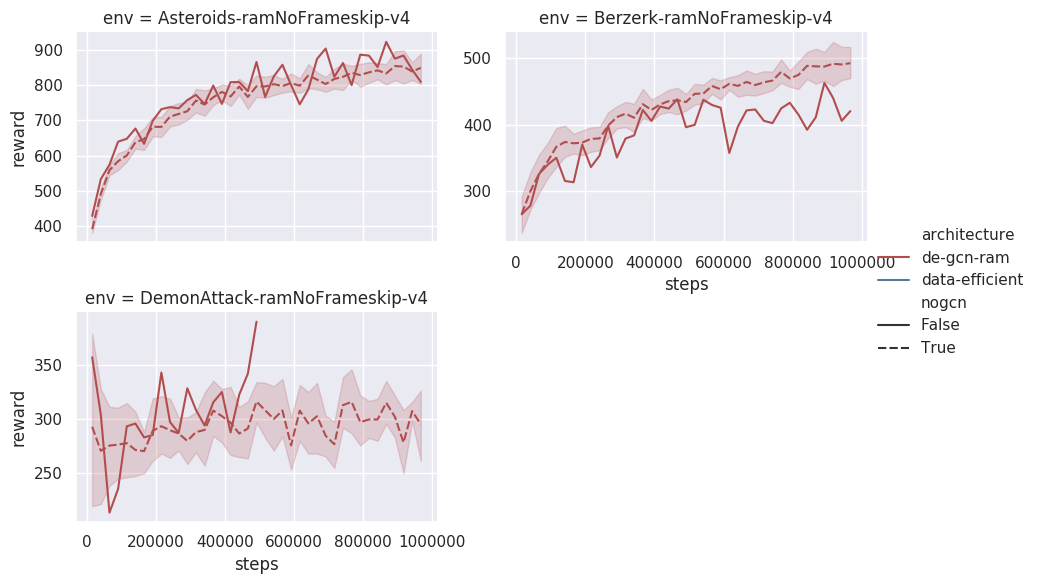 env = Asteroids-ramNoFrameskip-v4
900
800
700
600
500
400
reward
env = Berzerk-ramNoFrameskip-v4
500
400
300
0 200000 400000 600000 800000 1000000
steps
env = DemonAttack-ramNoFrameskip-v4
350
300
250
reward
0 200000 400000 600000 800000 1000000
steps
architecture
de-gcn-ram
data-efficient
nogcn
False
True